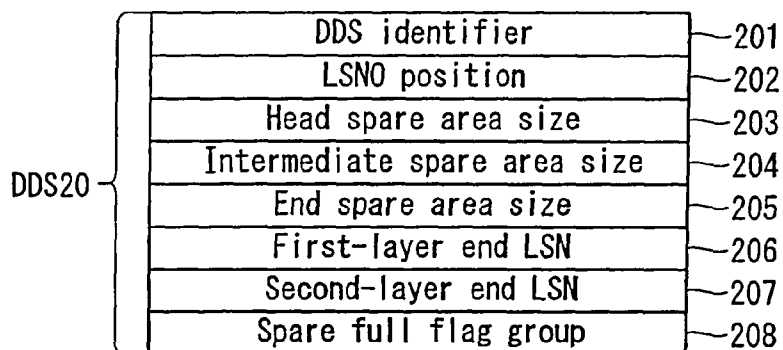 DDS identifier 201
LSN0 position 202
Head spare area size 203
Intermediate spare area size 204
DDS20
End spare area size 205
First-layer end LSN 206
Second-layer end LSN 207
Spare full flag group 208